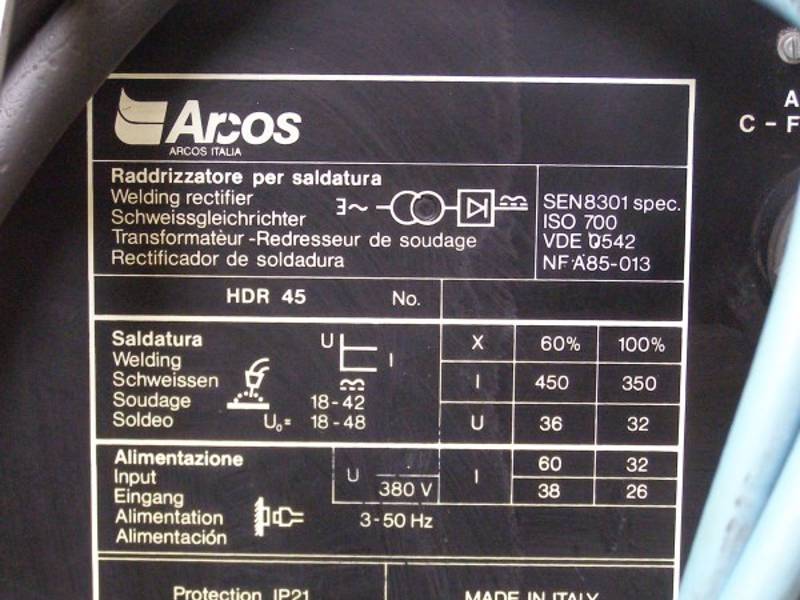 Arcos
ARCOS ITALIA
A
C - F
Raddrizzatore per saldatura
Welding rectifier
Schweissgleichrichter
Transformateur - Redresseur de soudage
Rectificador de soldadura
3~
SEN8301 spec.
ISO 700
VDE 0542
NF A85-013
HDR 45 No.
Saldatura
Welding
Schweissen
Soudage
Soldeo
U I
18-42
U₀= 18-48
X 60% 100%
I 450 350
U 36 32
Alimentazione
Input
Eingang
Alimentation
Alimentación
U 380 V
3-50 Hz
I 60 32
38 26
Protection IP21
MADE IN ITALY